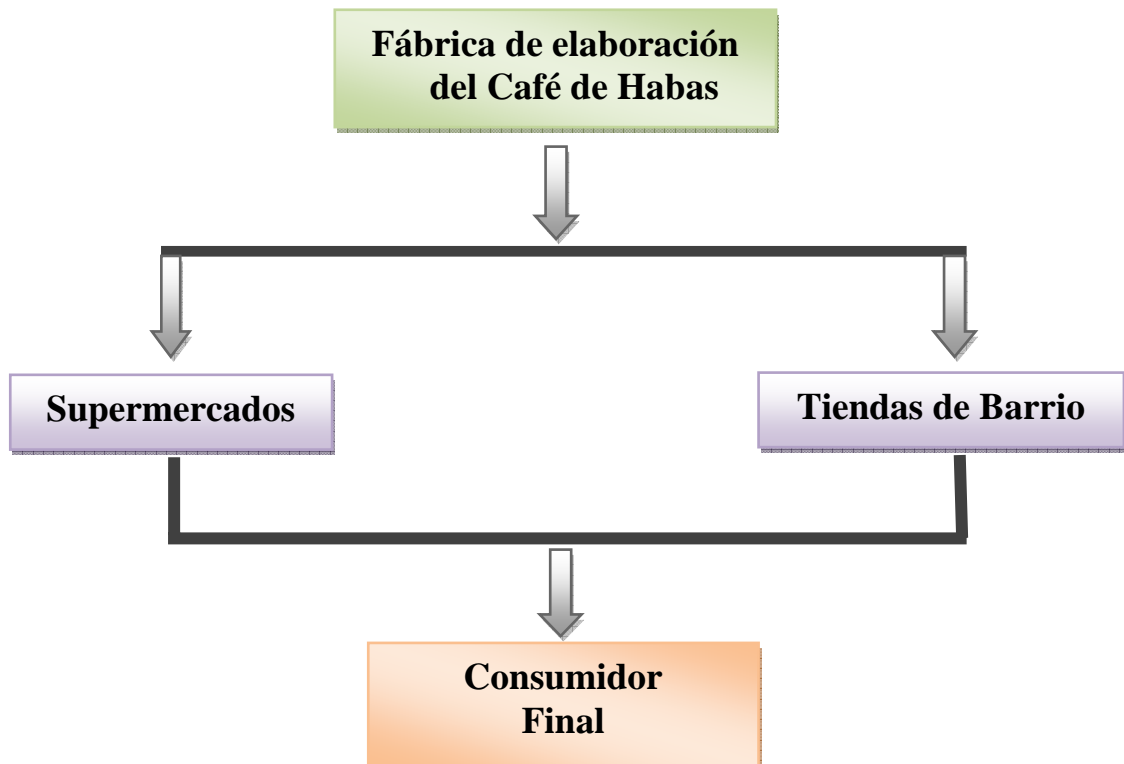 Fábrica de elaboración
del Café de Habas
Supermercados
Tiendas de Barrio
Consumidor
Final